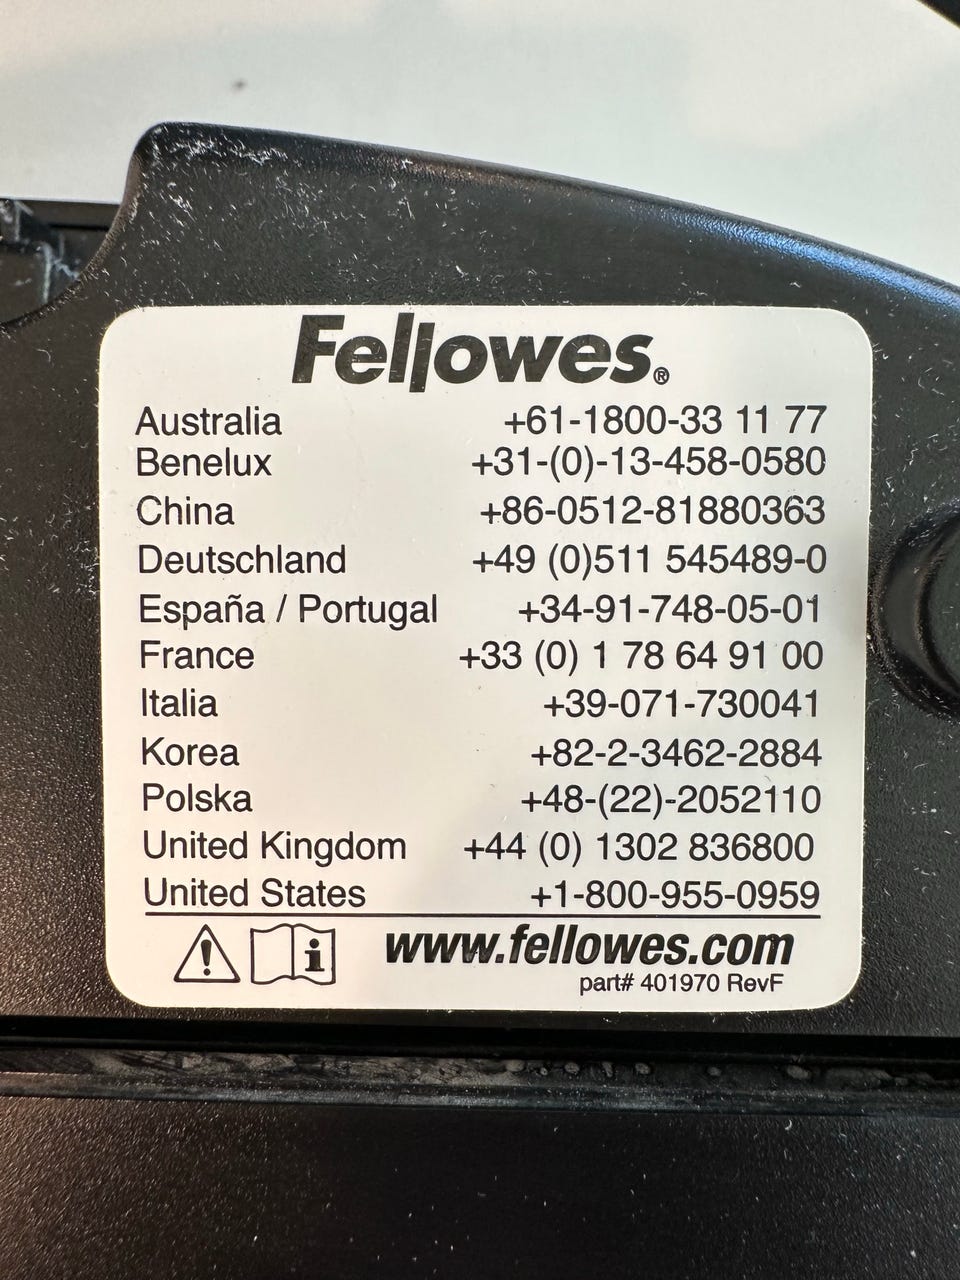 Fellowes®
Australia +61-1800-33 11 77
Benelux +31-(0)-13-458-0580
China +86-0512-81880363
Deutschland +49 (0)511 545489-0
España / Portugal +34-91-748-05-01
France +33 (0) 1 78 64 91 00
Italia +39-071-730041
Korea +82-2-3462-2884
Polska +48-(22)-2052110
United Kingdom +44 (0) 1302 836800
United States +1-800-955-0959
www.fellowes.com
part# 401970 RevF